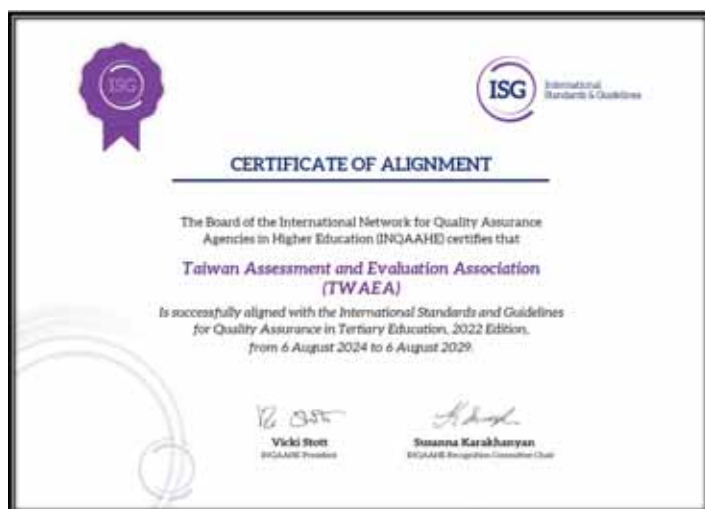 ISG
ISG
International
Standards & Guidelines
CERTIFICATE OF ALIGNMENT
The Board of the International Network for Quality Assurance
Agencies in Higher Education (INQAAHE) certifies that
Taiwan Assessment and Evaluation Association
(TWAEA)
Is successfully aligned with the International Standards and Guidelines
for Quality Assurance in Tertiary Education, 2022 Edition,
from 6 August 2024 to 6 August 2029.
Vicki Stott
Susanna Karakhanyan
INQAAHE President
INQAAHE Recognition Committee Chair